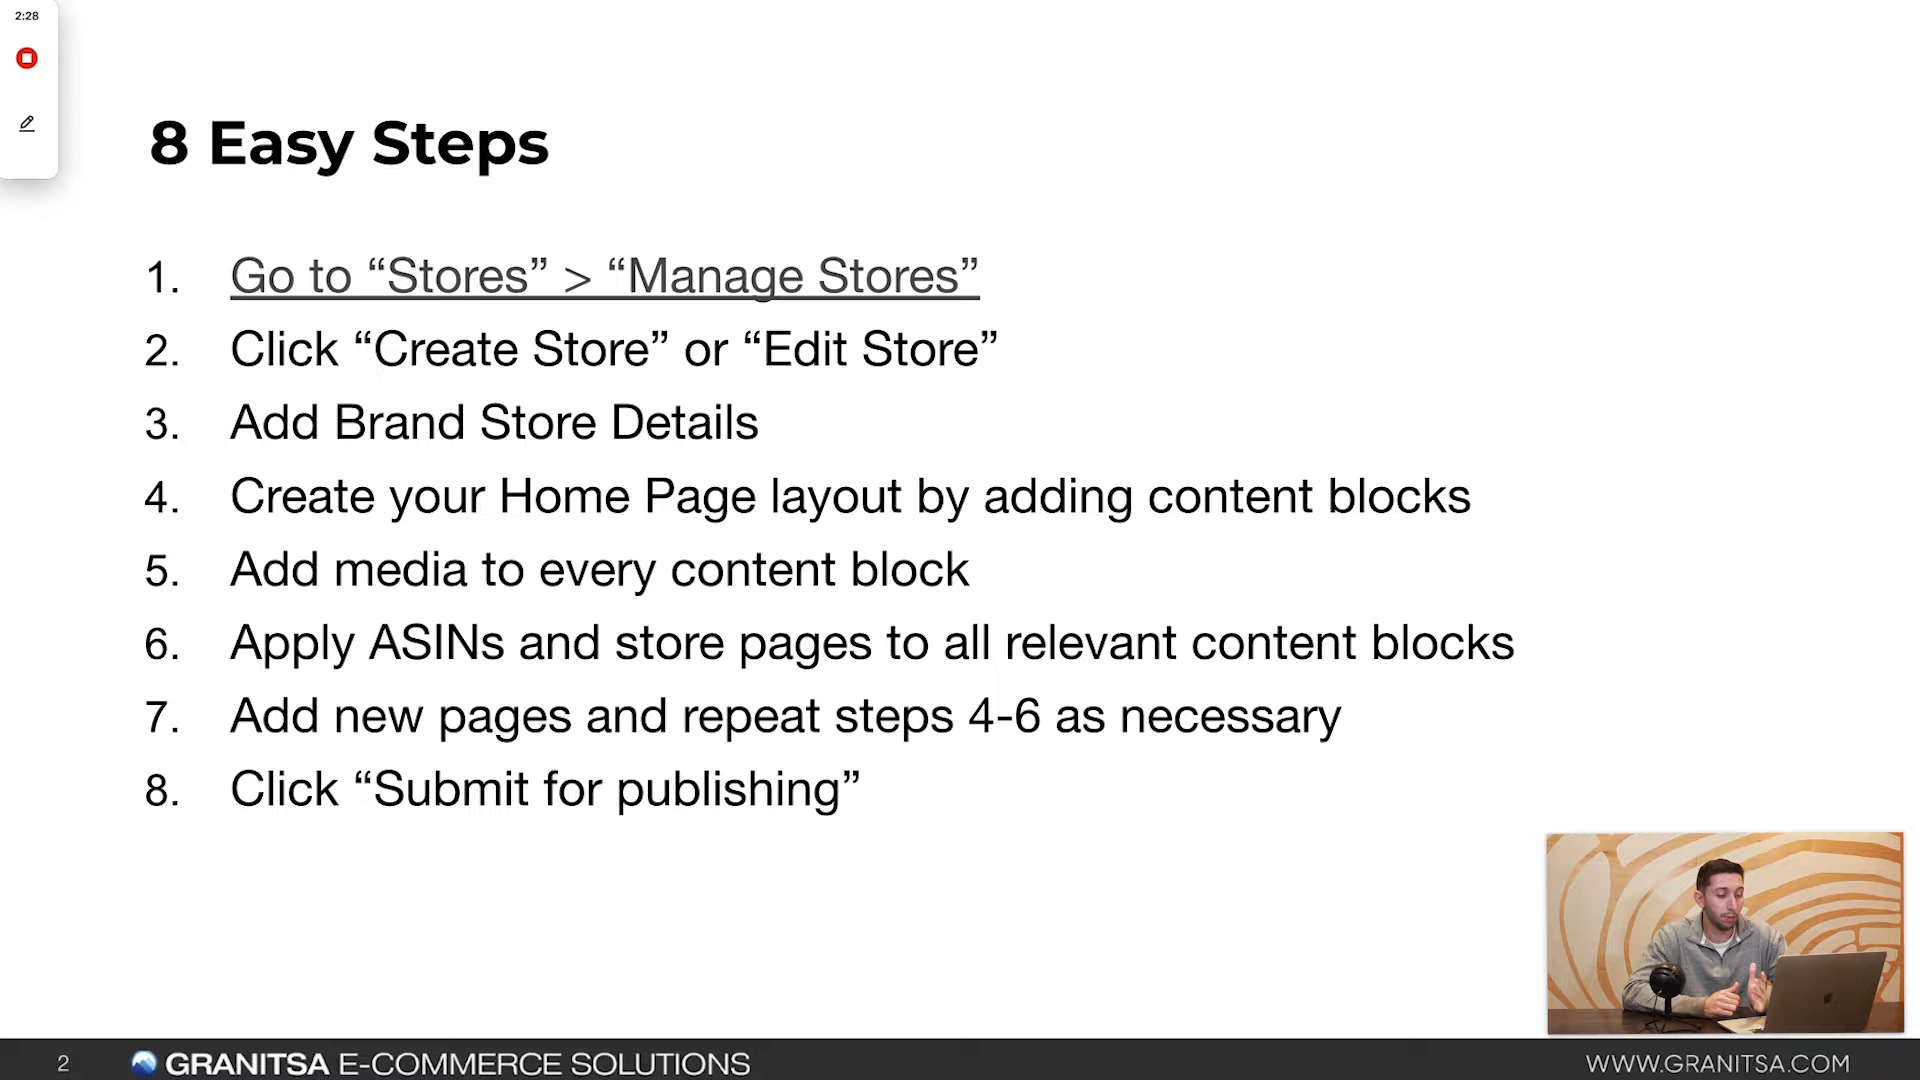 2:28
8 Easy Steps
1. Go to “Stores” > “Manage Stores”
2. Click “Create Store” or “Edit Store”
3. Add Brand Store Details
4. Create your Home Page layout by adding content blocks
5. Add media to every content block
6. Apply ASINs and store pages to all relevant content blocks
7. Add new pages and repeat steps 4-6 as necessary
8. Click “Submit for publishing”
2 GRANITSA E-COMMERCE SOLUTIONS WWW.GRANITSA.COM